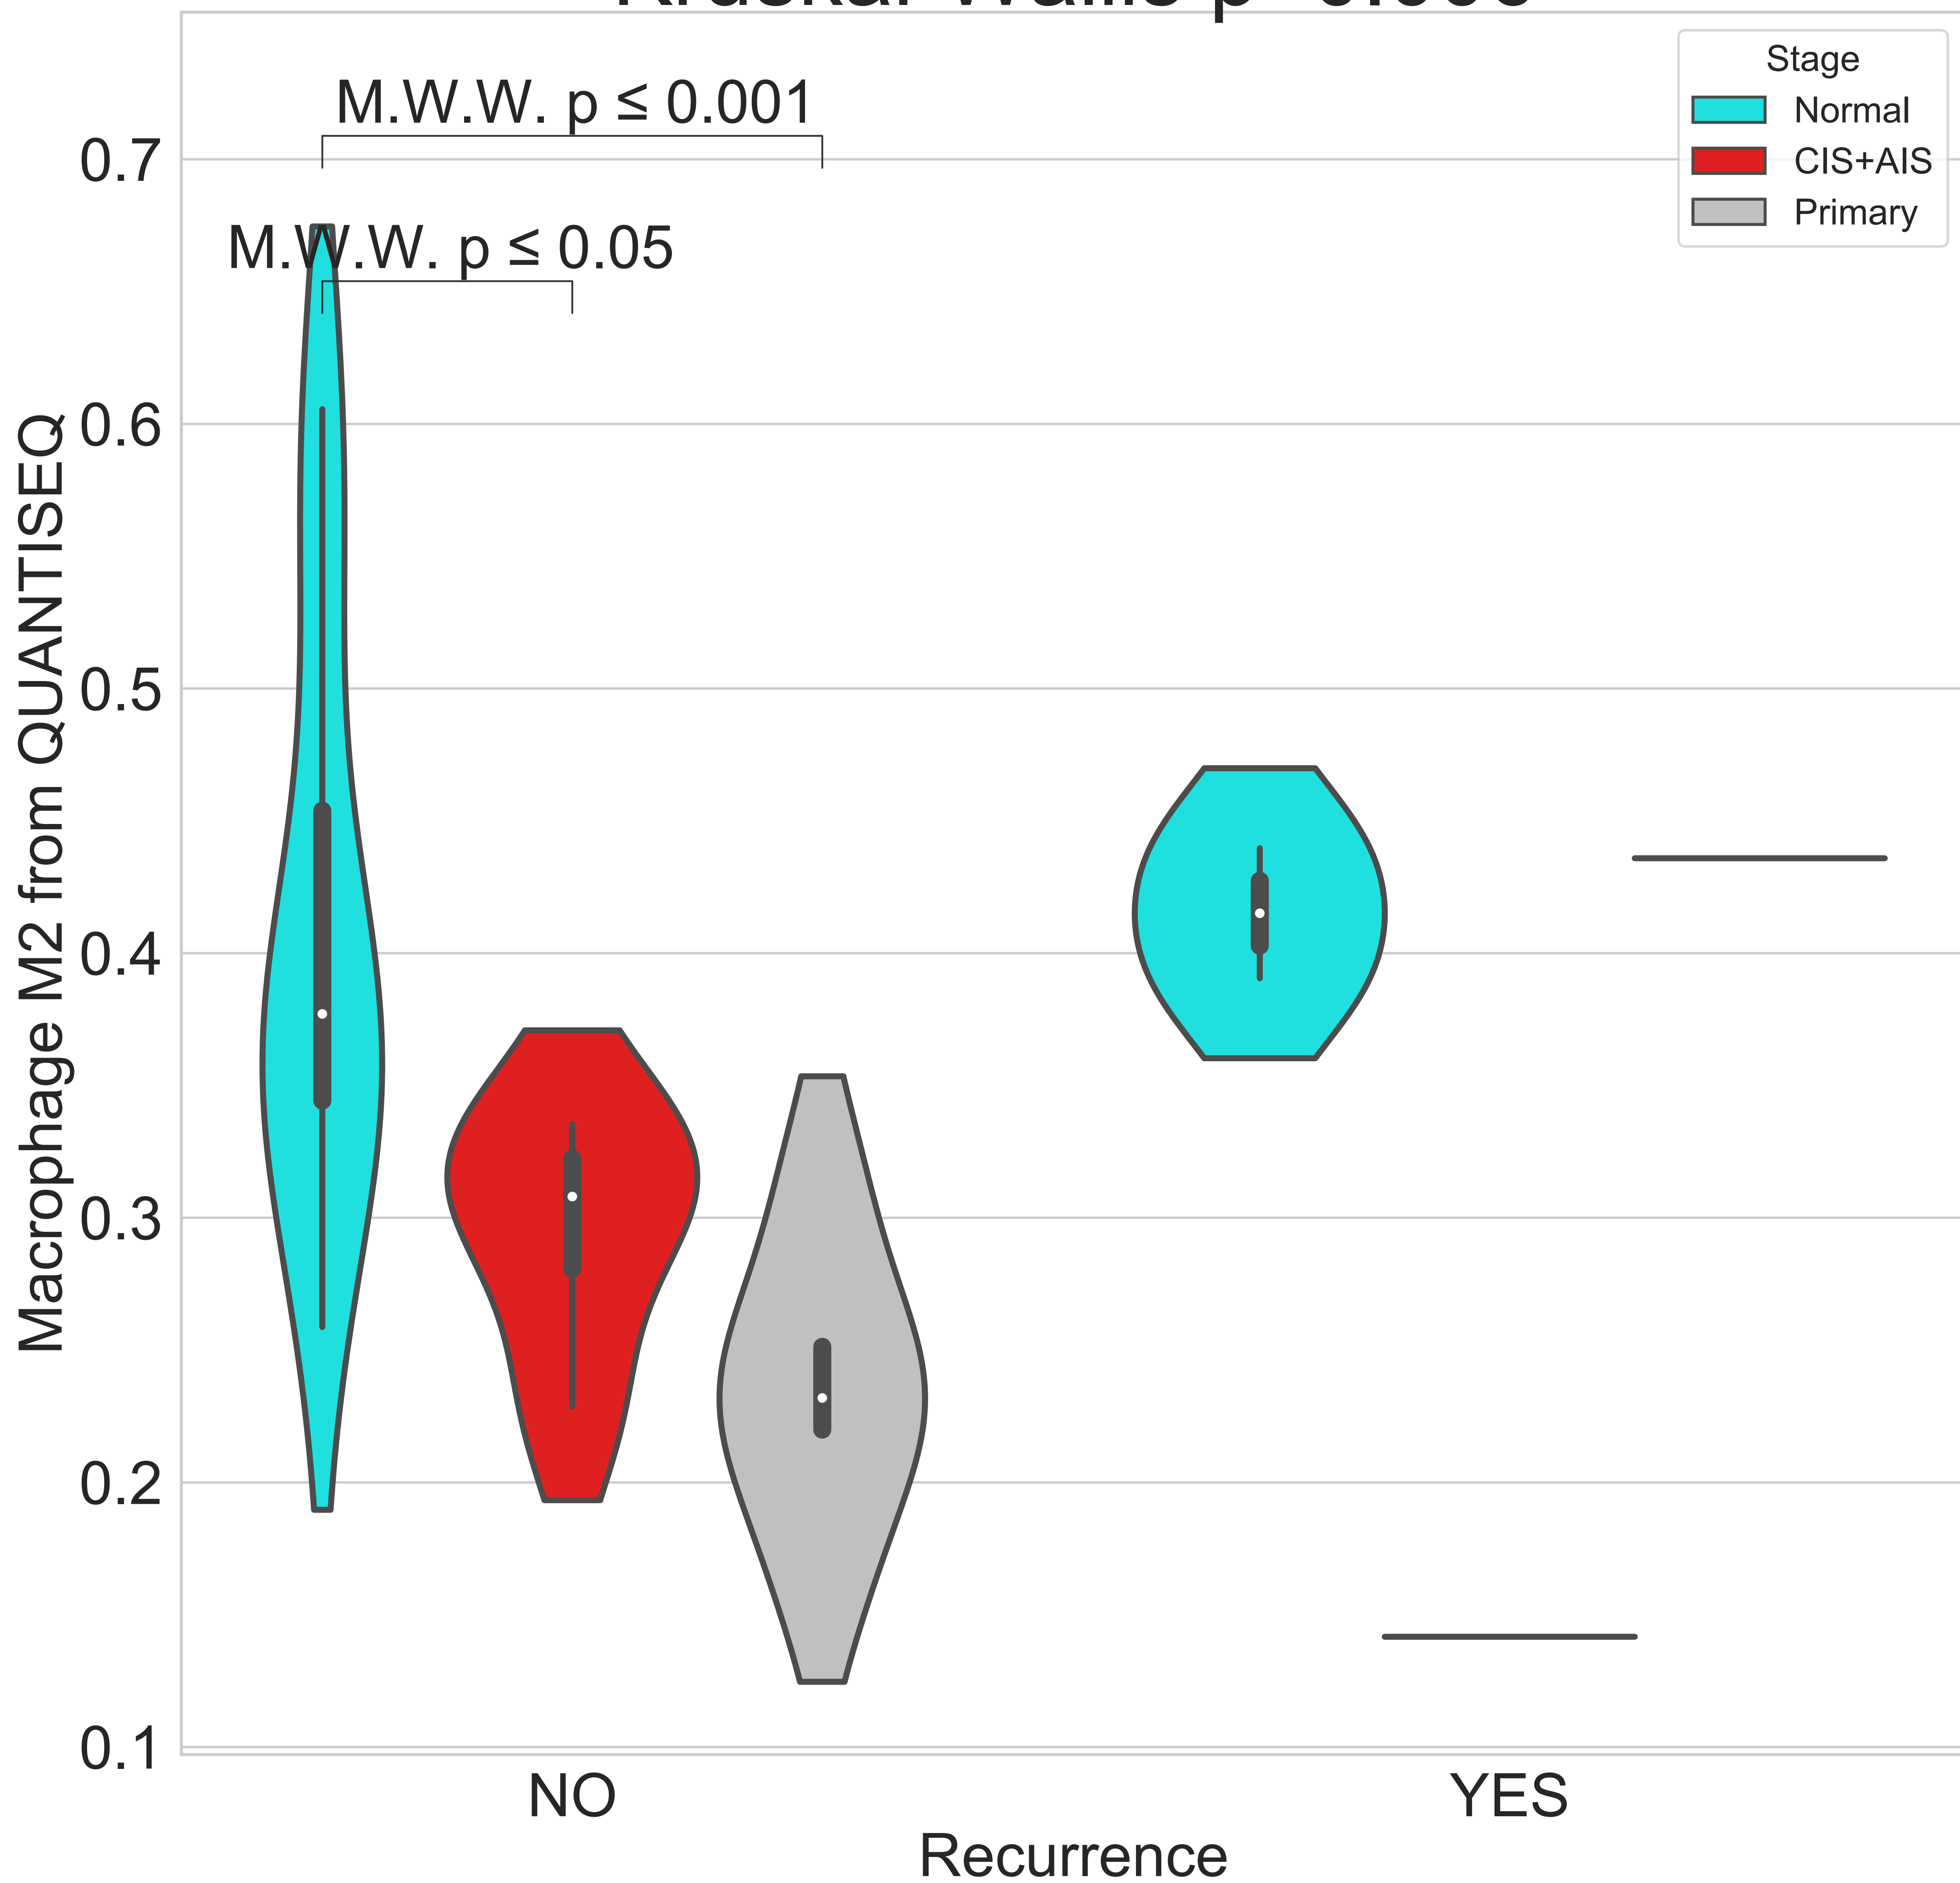 M.W.W. p ≤ 0.001
M.W.W. p ≤ 0.05
Stage
Normal
CIS+AIS
Primary
Macrophage M2 from QUANTISEQ
0.7
0.6
0.5
0.4
0.3
0.2
0.1
NO
YES
Recurrence